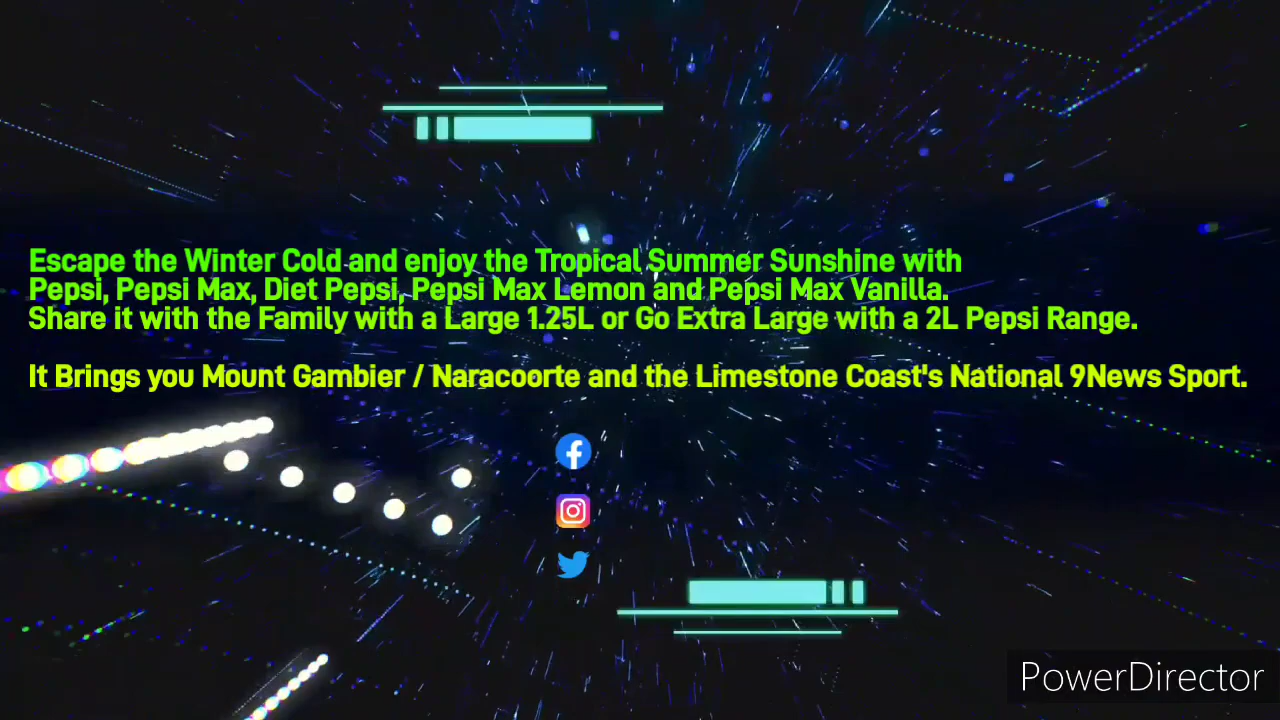 Escape the Winter Cold and enjoy the Tropical Summer Sunshine with
Pepsi, Pepsi Max, Diet Pepsi, Pepsi Max Lemon and Pepsi Max Vanilla.
Share it with the Family with a Large 1.25L or Go Extra Large with a 2L Pepsi Range.
It Brings you Mount Gambier / Naracoorte and the Limestone Coast's National 9News Sport.
PowerDirector